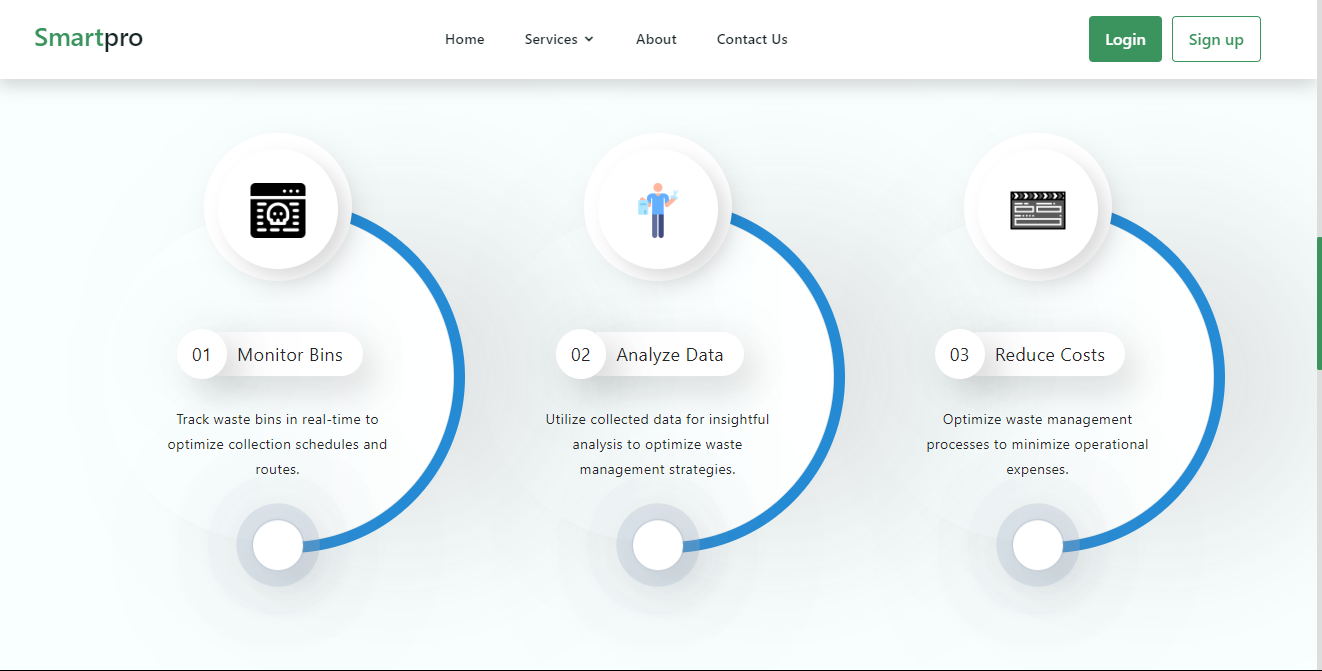 Smartpro
Home
Services
About
Contact Us
Login
Sign up
01 Monitor Bins
Track waste bins in real-time to
optimize collection schedules and
routes.
02 Analyze Data
Utilize collected data for insightful
analysis to optimize waste
management strategies.
03 Reduce Costs
Optimize waste management
processes to minimize operational
expenses.